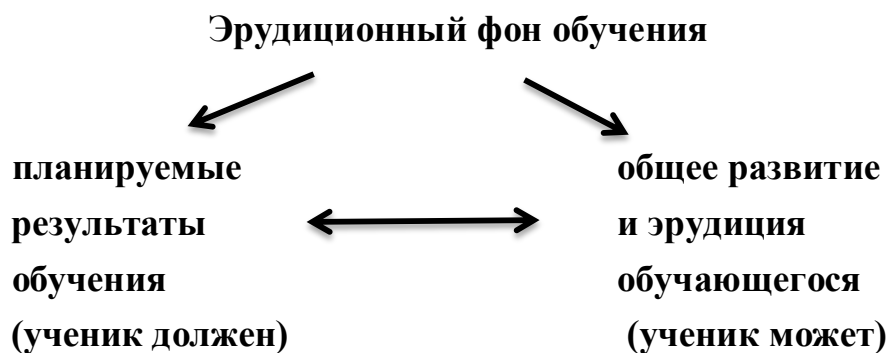 Эрудиционный фон обучения
планируемые
результаты
обучения
(ученик должен)
общее развитие
и эрудиция
обучающегося
(ученик может)